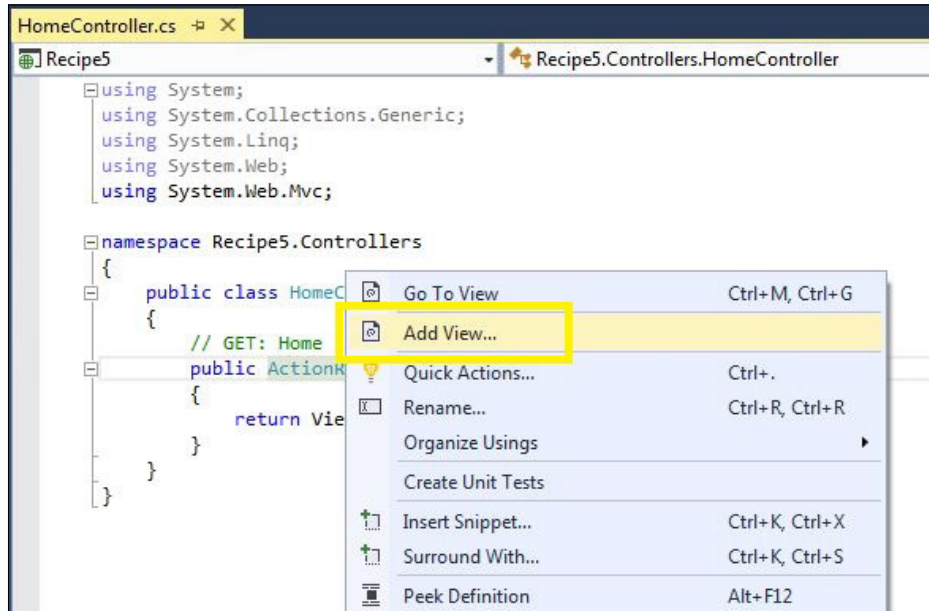 HomeController.cs
Recipe5 Recipe5.Controllers.HomeController
using System;
using System.Collections.Generic;
using System.Linq;
using System.Web;
using System.Web.Mvc;
namespace Recipe5.Controllers
{
public class HomeC
{
// GET: Home
public ActionR
{
return Vie
}
}
}
Go To View Ctrl+M, Ctrl+G
Add View...
Quick Actions... Ctrl+.
Rename... Ctrl+R, Ctrl+R
Organize Usings
Create Unit Tests
Insert Snippet... Ctrl+K, Ctrl+X
Surround With... Ctrl+K, Ctrl+S
Peek Definition Alt+F12